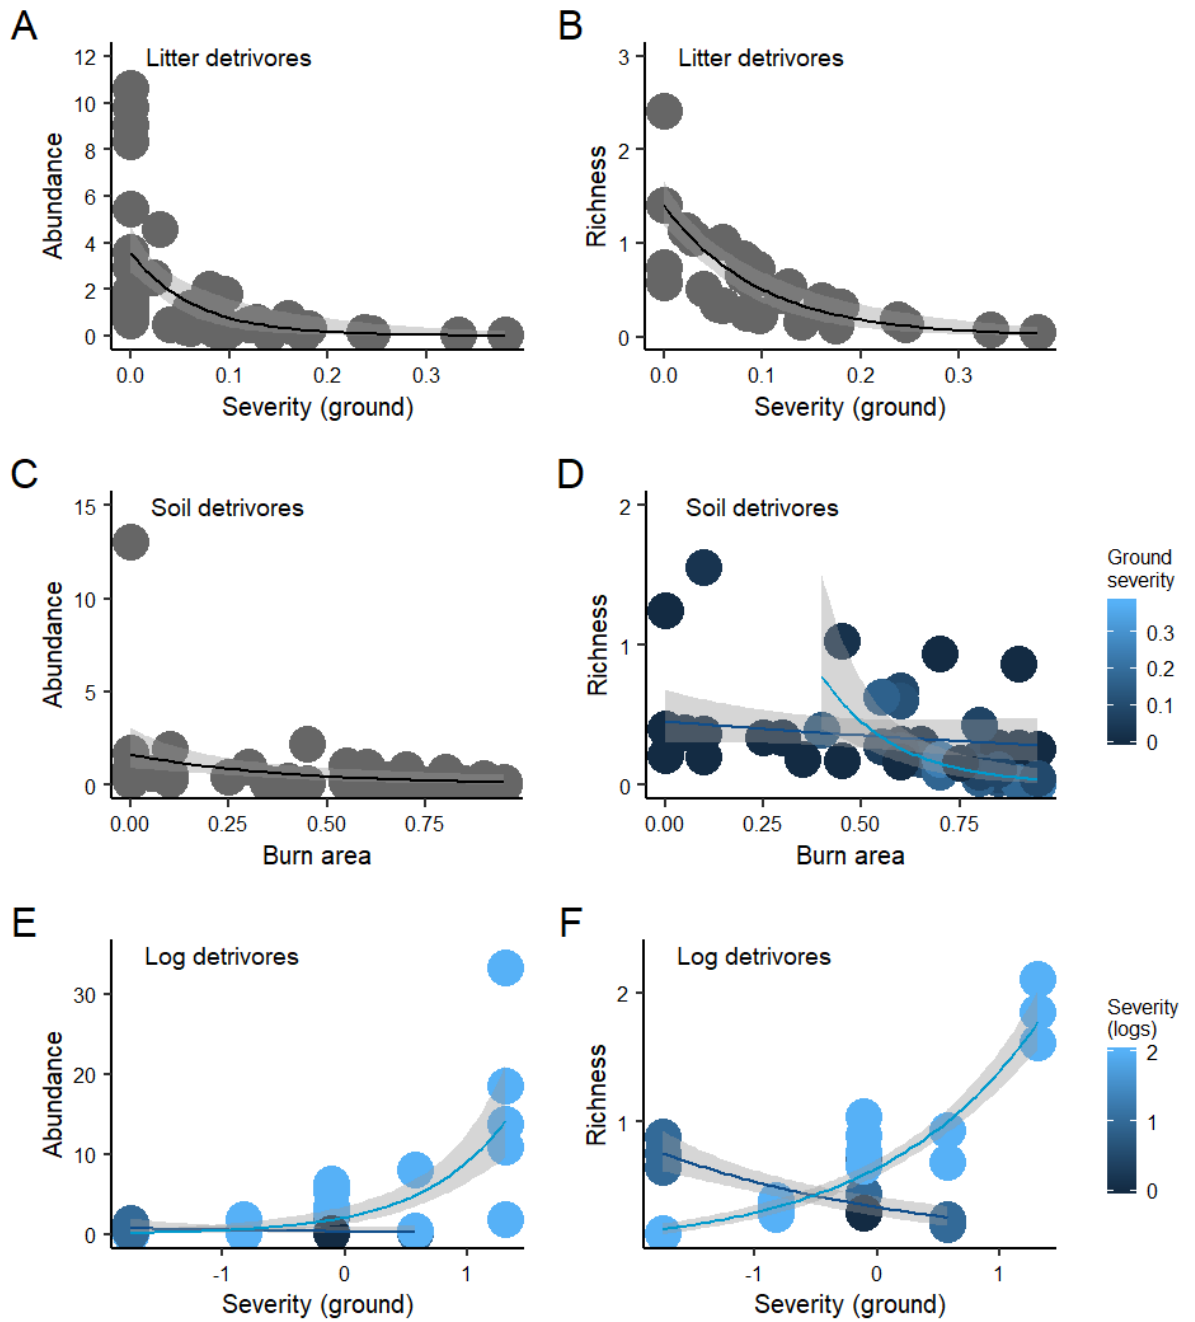 A
Litter detrivores
12
10
8
6
4
2
0
Abundance
0.0 0.1 0.2 0.3
Severity (ground)
B
Litter detrivores
3
2
1
0
Richness
0.0 0.1 0.2 0.3
Severity (ground)
C
Soil detrivores
15
10
5
0
Abundance
0.00 0.25 0.50 0.75
Burn area
D
Soil detrivores
2
1
0
Richness
0.00 0.25 0.50 0.75
Burn area
Ground
severity
0.3
0.2
0.1
0
E
Log detrivores
30
20
10
0
Abundance
-1 0 1
Severity (ground)
F
Log detrivores
2
1
Richness
-1 0 1
Severity (ground)
Severity
(logs)
2
1
0